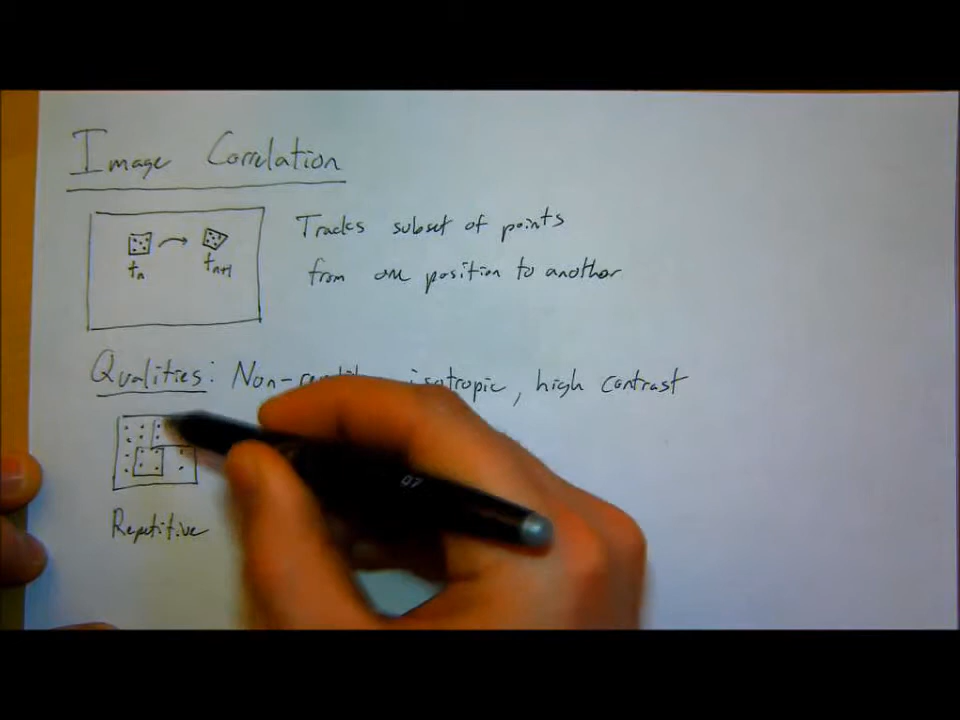 Image Correlation
Tracks subset of points
tn tn+1
from one position to another
Qualities: Non- isotropic, high contrast
07
Repetitive